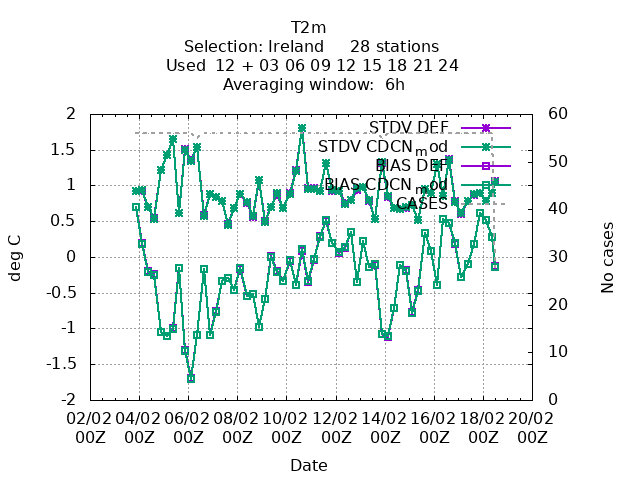 T2m
Selection: Ireland 28 stations
Used 12 + 03 06 09 12 15 18 21 24
Averaging window: 6h
STDV DEF
STDV CDCN_mod
BIAS DEF
BIAS CDCN_mod
CASES
2
1.5
1
0.5
0
-0.5
-1
-1.5
-2
60
50
40
30
20
10
0
deg C
No cases
02/02 04/02 06/02 08/02 10/02 12/02 14/02 16/02 18/02 20/02
00Z 00Z 00Z 00Z 00Z 00Z 00Z 00Z 00Z 00Z
Date